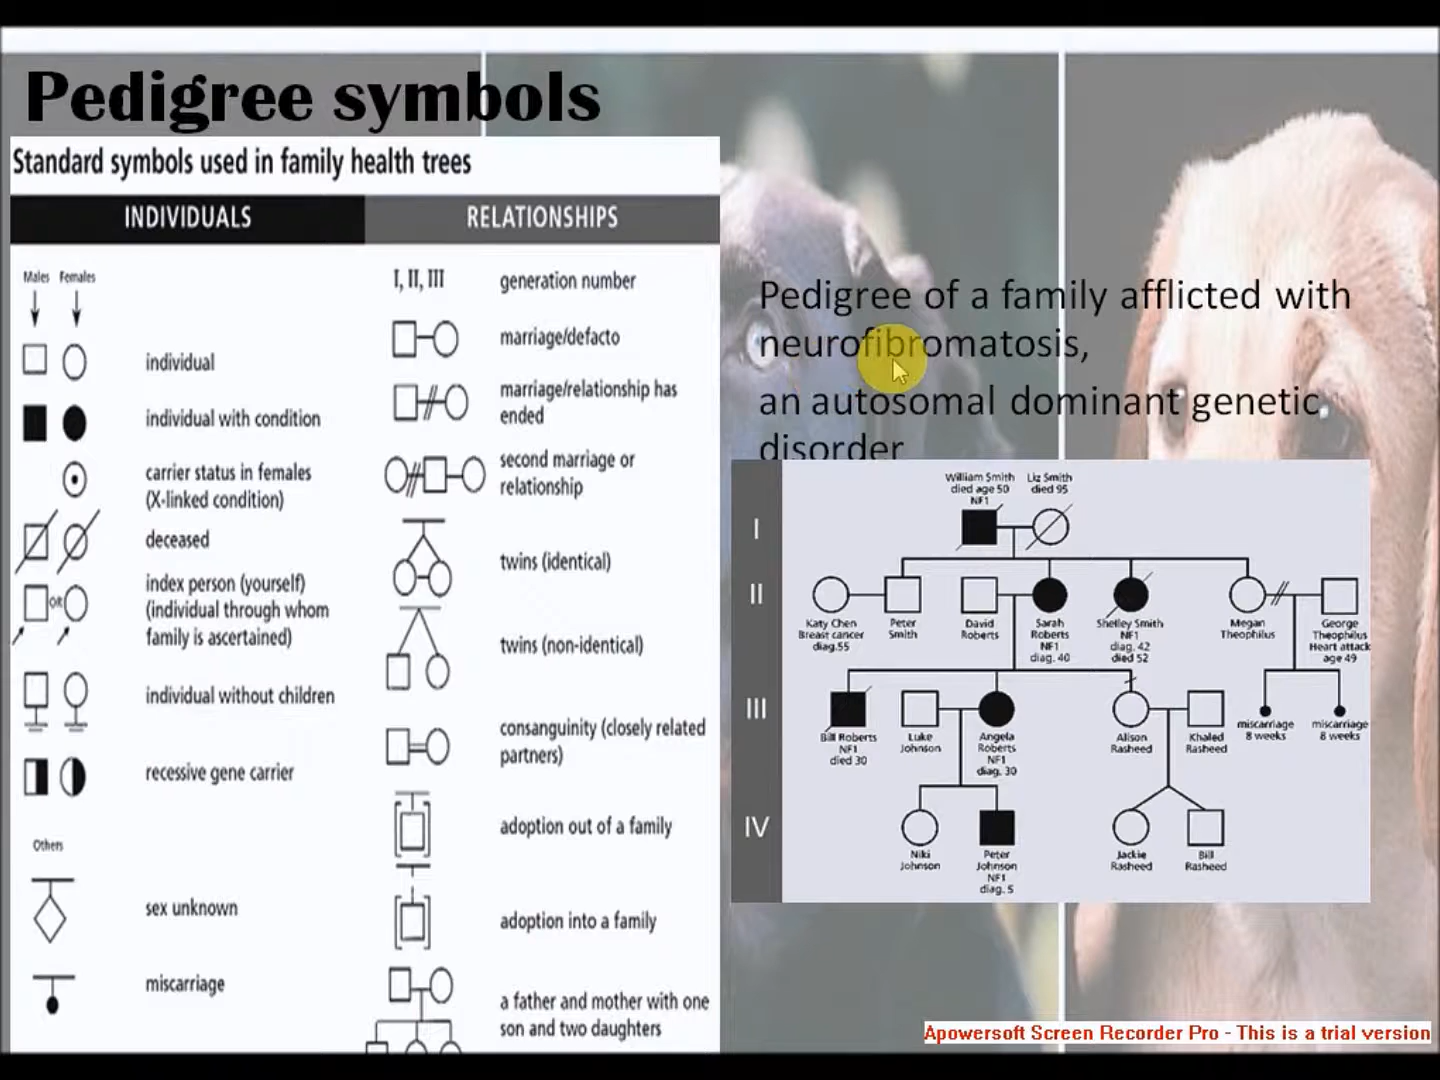 Pedigree symbols
Standard symbols used in family health trees
INDIVIDUALS
RELATIONSHIPS
Males Females
individual
individual with condition
carrier status in females
(X-linked condition)
deceased
OR
index person (yourself)
(individual through whom
family is ascertained)
individual without children
recessive gene carrier
Others
sex unknown
miscarriage
I, II, III
generation number
marriage/defacto
marriage/relationship has
ended
second marriage or
relationship
twins (identical)
twins (non-identical)
consanguinity (closely related
partners)
adoption out of a family
adoption into a family
a father and mother with one
son and two daughters
Pedigree of a family afflicted with
neurofibromatosis,
an autosomal dominant genetic
disorder
I
William Smith
died age 50
NF1
Liz Smith
died 95
II
Katy Chen
Breast cancer
diag.55
Peter
Smith
David
Roberts
Sarah
Roberts
NF1
diag. 40
Shelley Smith
NF1
diag. 42
died 52
Megan
Theophilus
George
Theophilus
Heart attack
age 49
III
Bill Roberts
NF1
died 30
Luke
Johnson
Angela
Roberts
NF1
diag. 30
Alison
Rasheed
Khaled
Rasheed
miscarriage
8 weeks
miscarriage
8 weeks
IV
Niki
Johnson
Peter
Johnson
NF1
diag. 5
Jackie
Rasheed
Bill
Rasheed
Apowersoft Screen Recorder Pro - This is a trial version